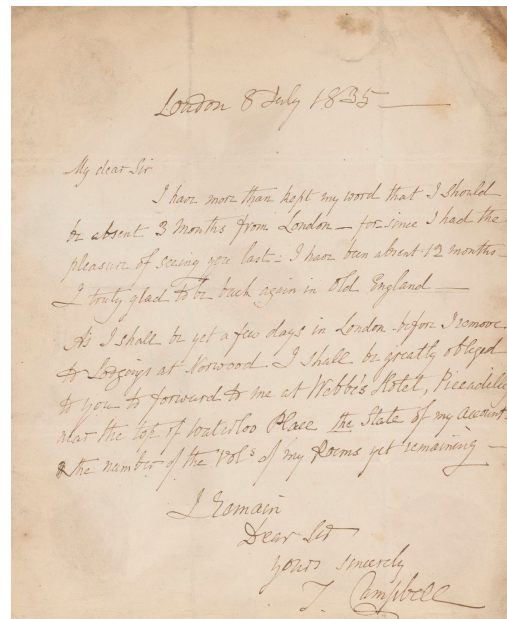 London 8 July 1835 —
My dear Sir
I have more than kept my word that I should
be absent 3 months from London — for since I had the
pleasure of seeing you last - I have been absent 12 months -
I truly glad to be back again in old England —
As I shall be yet a few days in London before I remove
to Lodgings at Norwood I shall be greatly obliged
to you to forward to me at Webbe's Hotel, Piccadilly
near the top of Waterloo Place the State of my account
& the number of the Vols of my Poems yet remaining —
I remain
Dear Sir
yours sincerely
T. Campbell